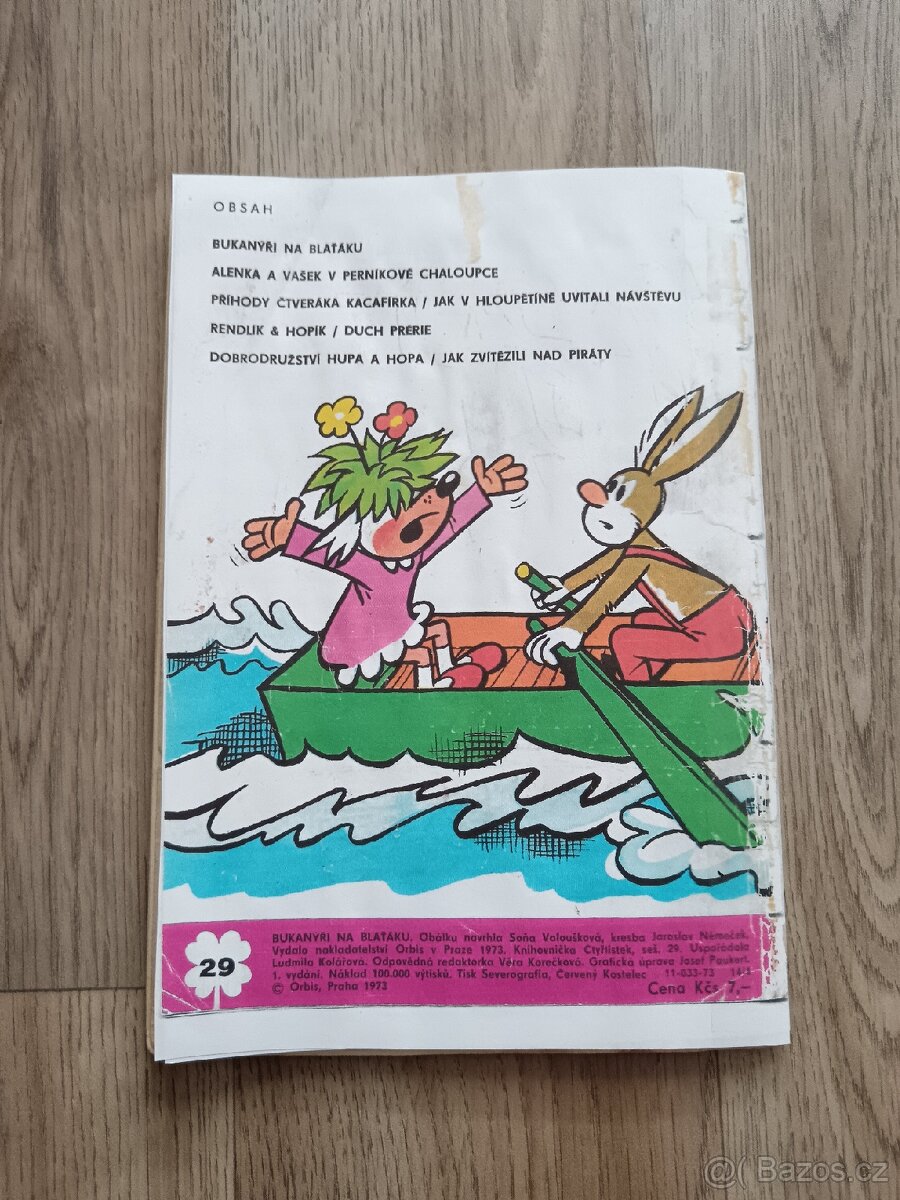 OBSAH
BUKANÝŘI NA BLAŤÁKU
ALENKA A VAŠEK V PERNÍKOVÉ CHALOUPCE
PŘÍHODY ČTVERÁKA KACAFÍRKA / JAK V HLOUPĚTÍNĚ UVÍTALI NÁVŠTĚVU
RENDLÍK & HOPÍK / DUCH PRÉRIE
DOBRODRUŽSTVÍ HUPA A HOPA / JAK ZVÍTĚZILI NAD PIRÁTY
29
BUKANÝŘI NA BLAŤÁKU. Obálku navrhla Soňa Valoušková, kresba Jaroslav Němeček.
Vydalo nakladatelství Orbis v Praze 1973. Knihovnička Čtyřlístek, seš. 29. Uspořádala
Ludmila Kolářová. Odpovědná redaktorka Věra Korečková. Grafická úprava Josef Paukert.
1. vydání. Náklad 100.000 výtisků. Tisk Severografia, Červený Kostelec 11-033-73
© Orbis, Praha 1973 Cena Kčs 7,–
@ Bazos.cz